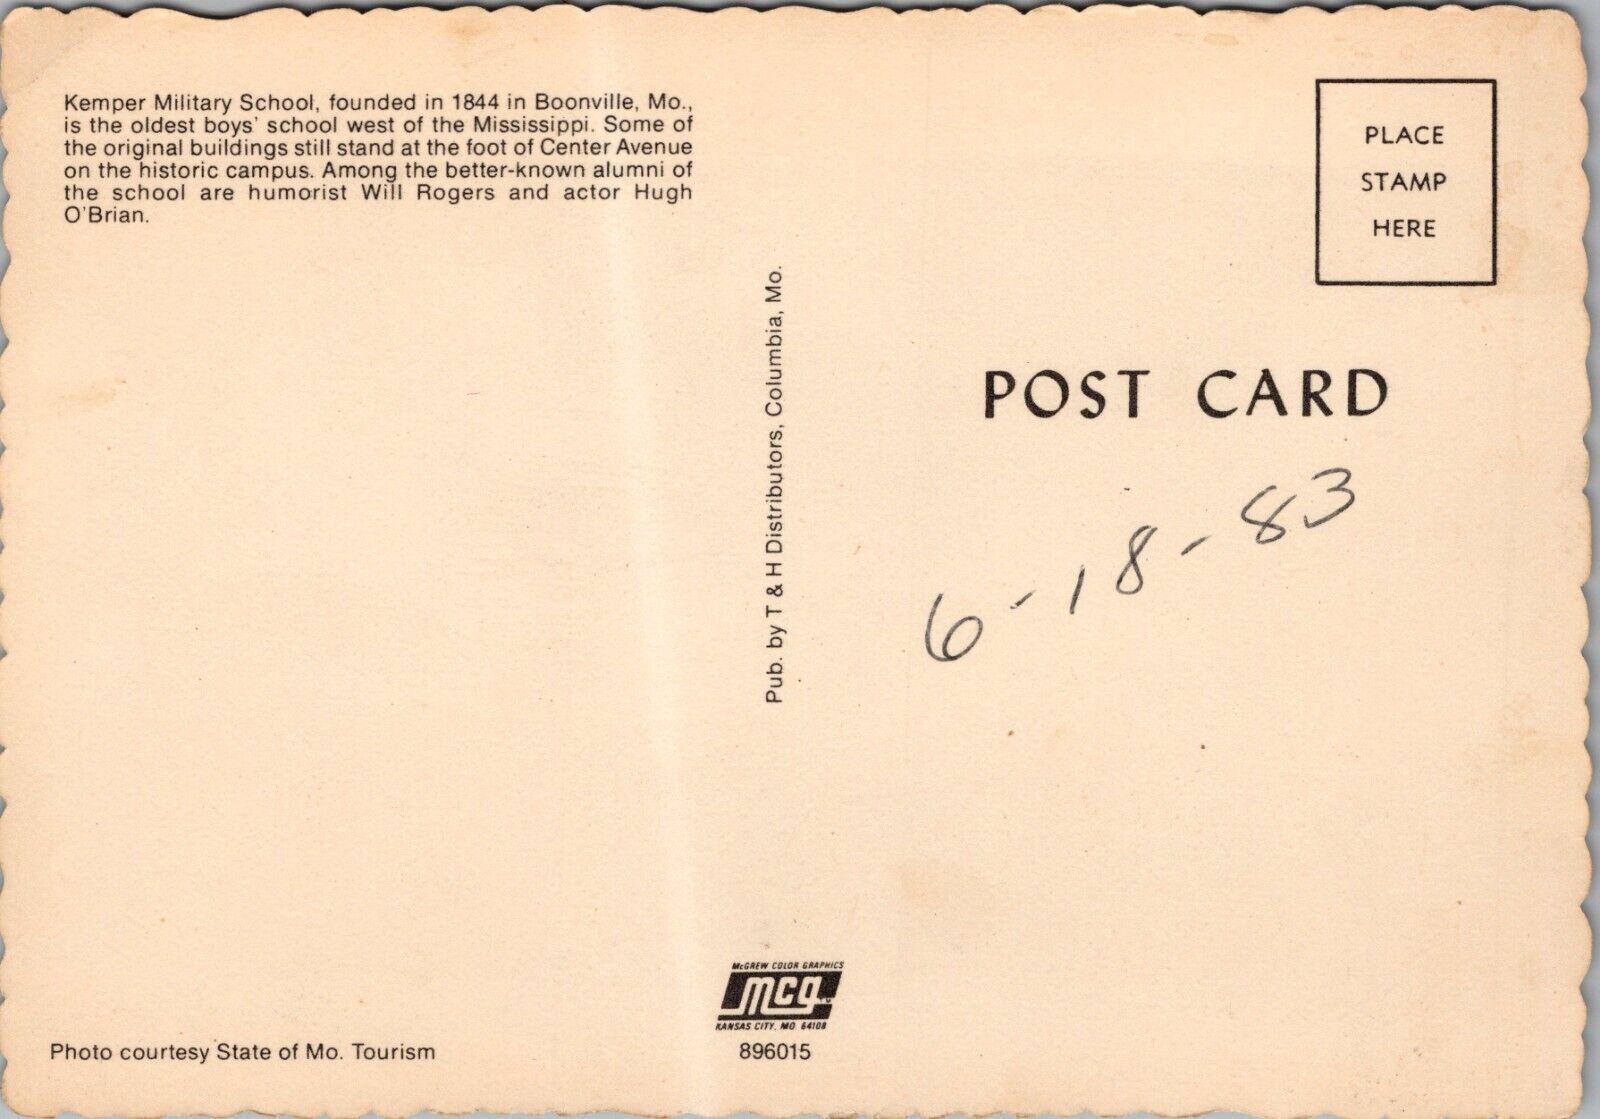 Kemper Military School, founded in 1844 in Boonville, Mo.,
is the oldest boys' school west of the Mississippi. Some of
the original buildings still stand at the foot of Center Avenue
on the historic campus. Among the better-known alumni of
the school are humorist Will Rogers and actor Hugh
O'Brian.
PLACE
STAMP
HERE
Pub. by T & H Distributors, Columbia, Mo.
POST CARD
6-18-83
McGREW COLOR GRAPHICS
mcg
KANSAS CITY, MO 64108
896015
Photo courtesy State of Mo. Tourism